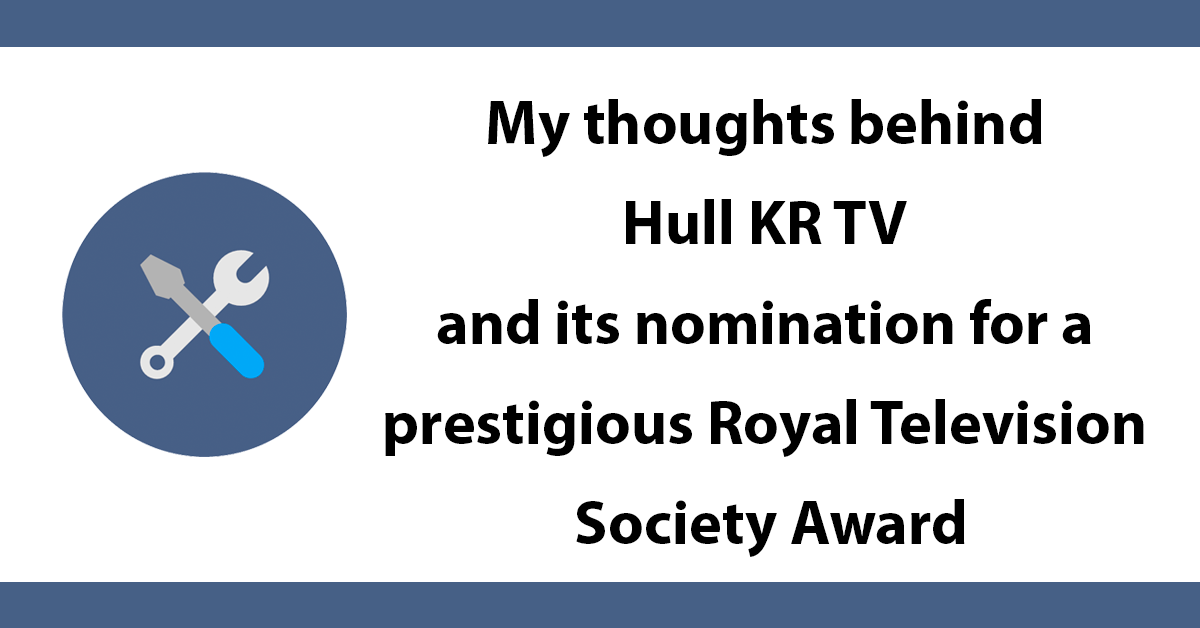 My thoughts behind
Hull KR TV
and its nomination for a
prestigious Royal Television
Society Award